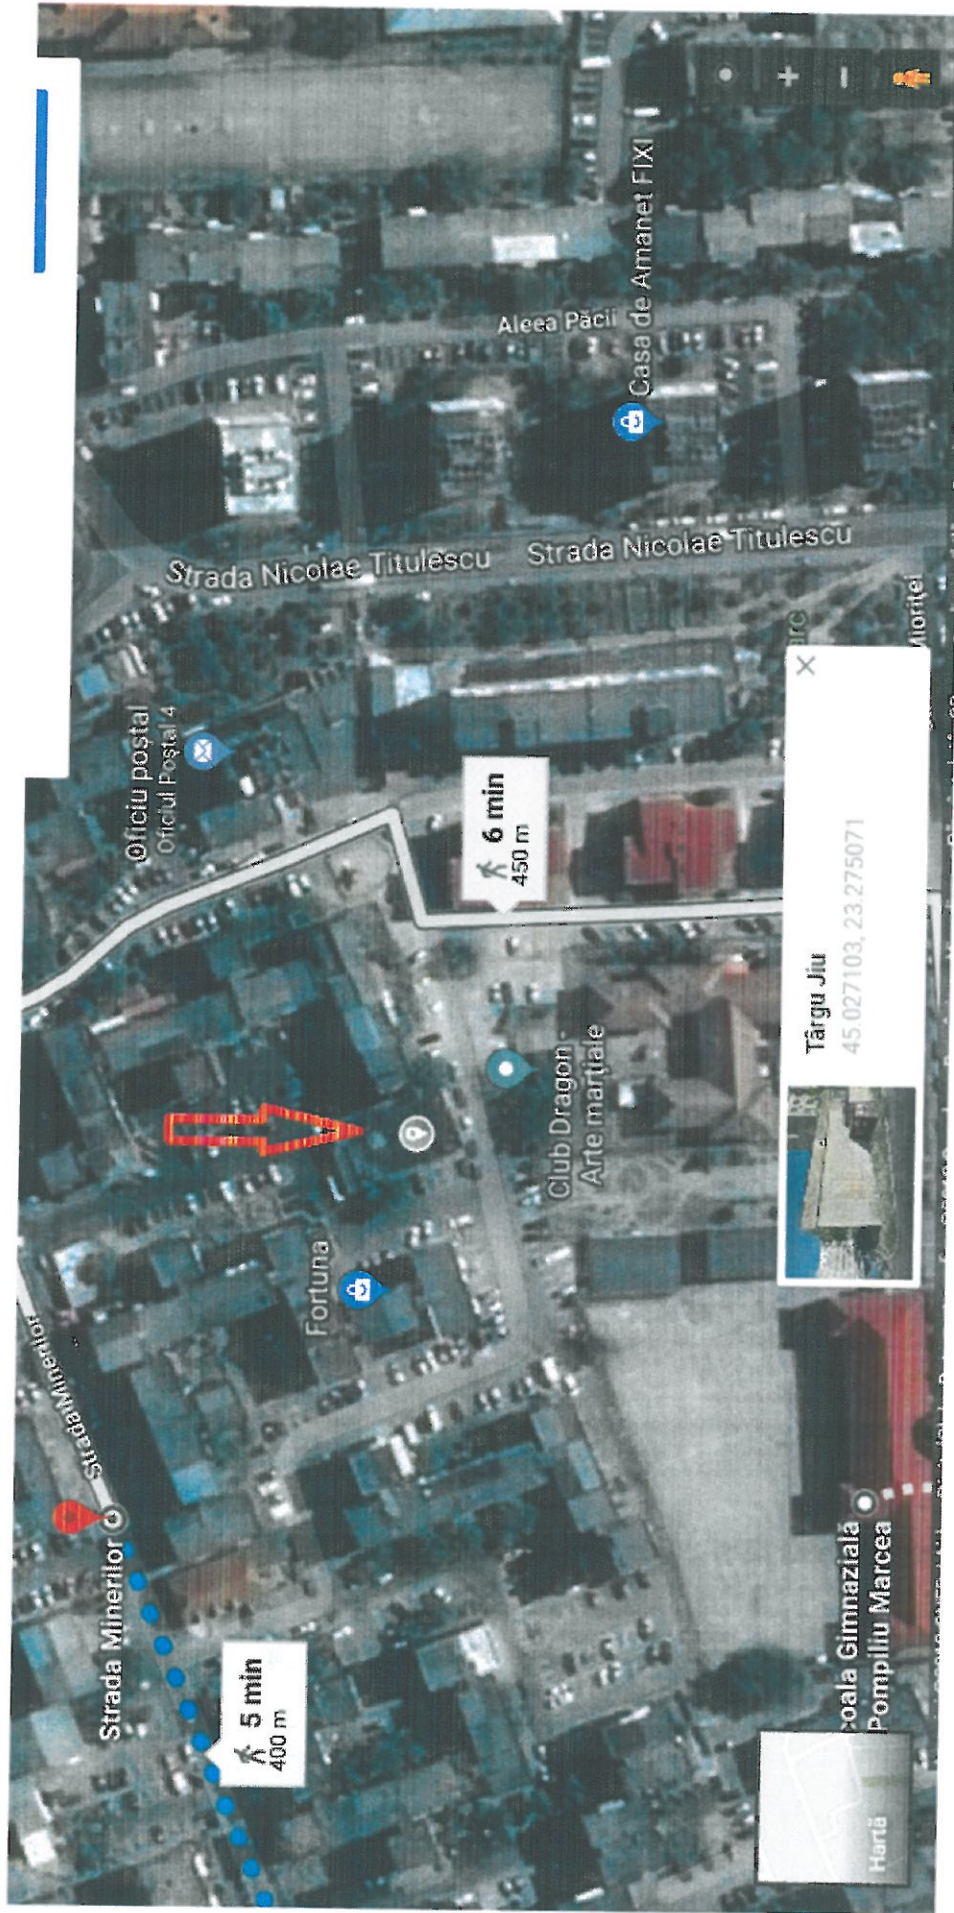 Strada Minerilor
Strada Minerilor
5 min
400 m
Fortuna
Oficiu poștal
Oficiul Poștal 4
Strada Nicolae Titulescu
Strada Nicolae Titulescu
Aleea Păcii
Casa de Amanet FIXI
6 min
450 m
Club Dragon -
Arte marțiale
Târgu Jiu
45.027103, 23.275071
×
oala Gimnazială
Pompiliu Marcea
Hartă
+
−